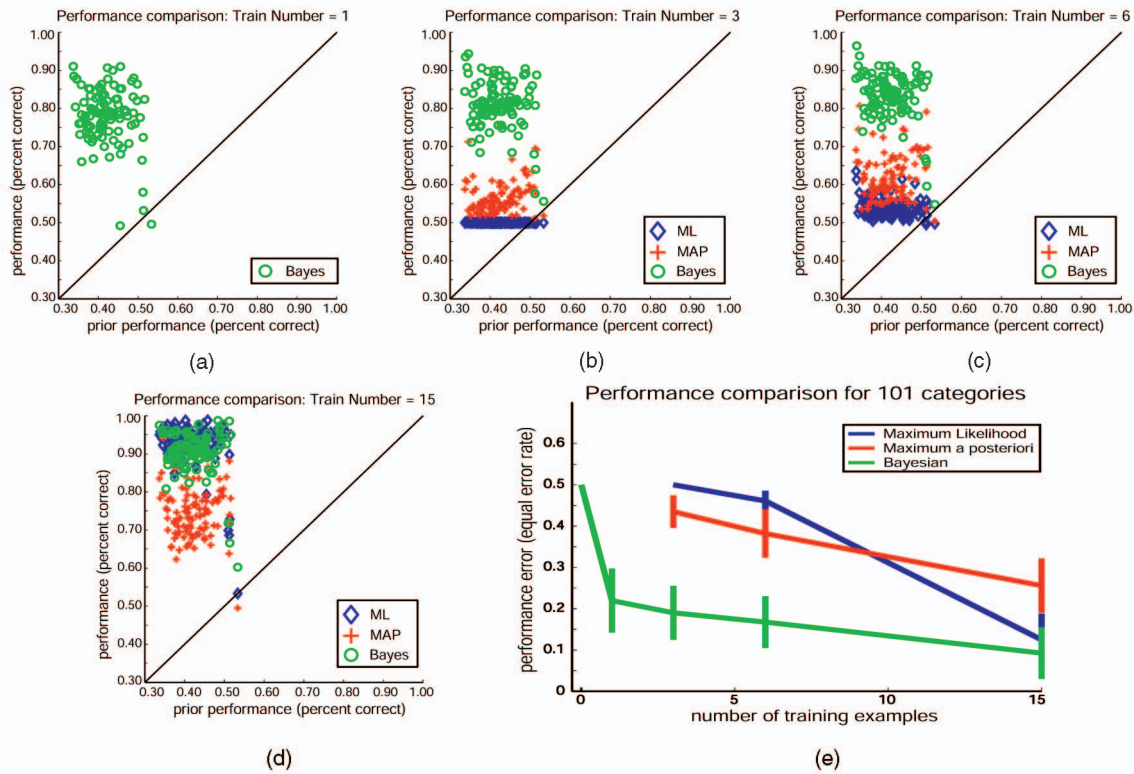 Performance comparison: Train Number = 1
performance (percent correct)
1.00
0.90
0.80
0.70
0.60
0.50
0.40
0.30
Bayes
0.30 0.40 0.50 0.60 0.70 0.80 0.90 1.00
prior performance (percent correct)
(a)
Performance comparison: Train Number = 3
performance (percent correct)
1.00
0.90
0.80
0.70
0.60
0.50
0.40
0.30
ML
MAP
Bayes
0.30 0.40 0.50 0.60 0.70 0.80 0.90 1.00
prior performance (percent correct)
(b)
Performance comparison: Train Number = 6
performance (percent correct)
1.00
0.90
0.80
0.70
0.60
0.50
0.40
0.30
ML
MAP
Bayes
0.30 0.40 0.50 0.60 0.70 0.80 0.90 1.00
prior performance (percent correct)
(c)
Performance comparison: Train Number = 15
performance (percent correct)
1.00
0.90
0.80
0.70
0.60
0.50
0.40
0.30
ML
MAP
Bayes
0.30 0.40 0.50 0.60 0.70 0.80 0.90 1.00
prior performance (percent correct)
(d)
Performance comparison for 101 categories
performance error (equal error rate)
0.6
0.5
0.4
0.3
0.2
0.1
0
Maximum Likelihood
Maximum a posteriori
Bayesian
0 5 10 15
number of training examples
(e)